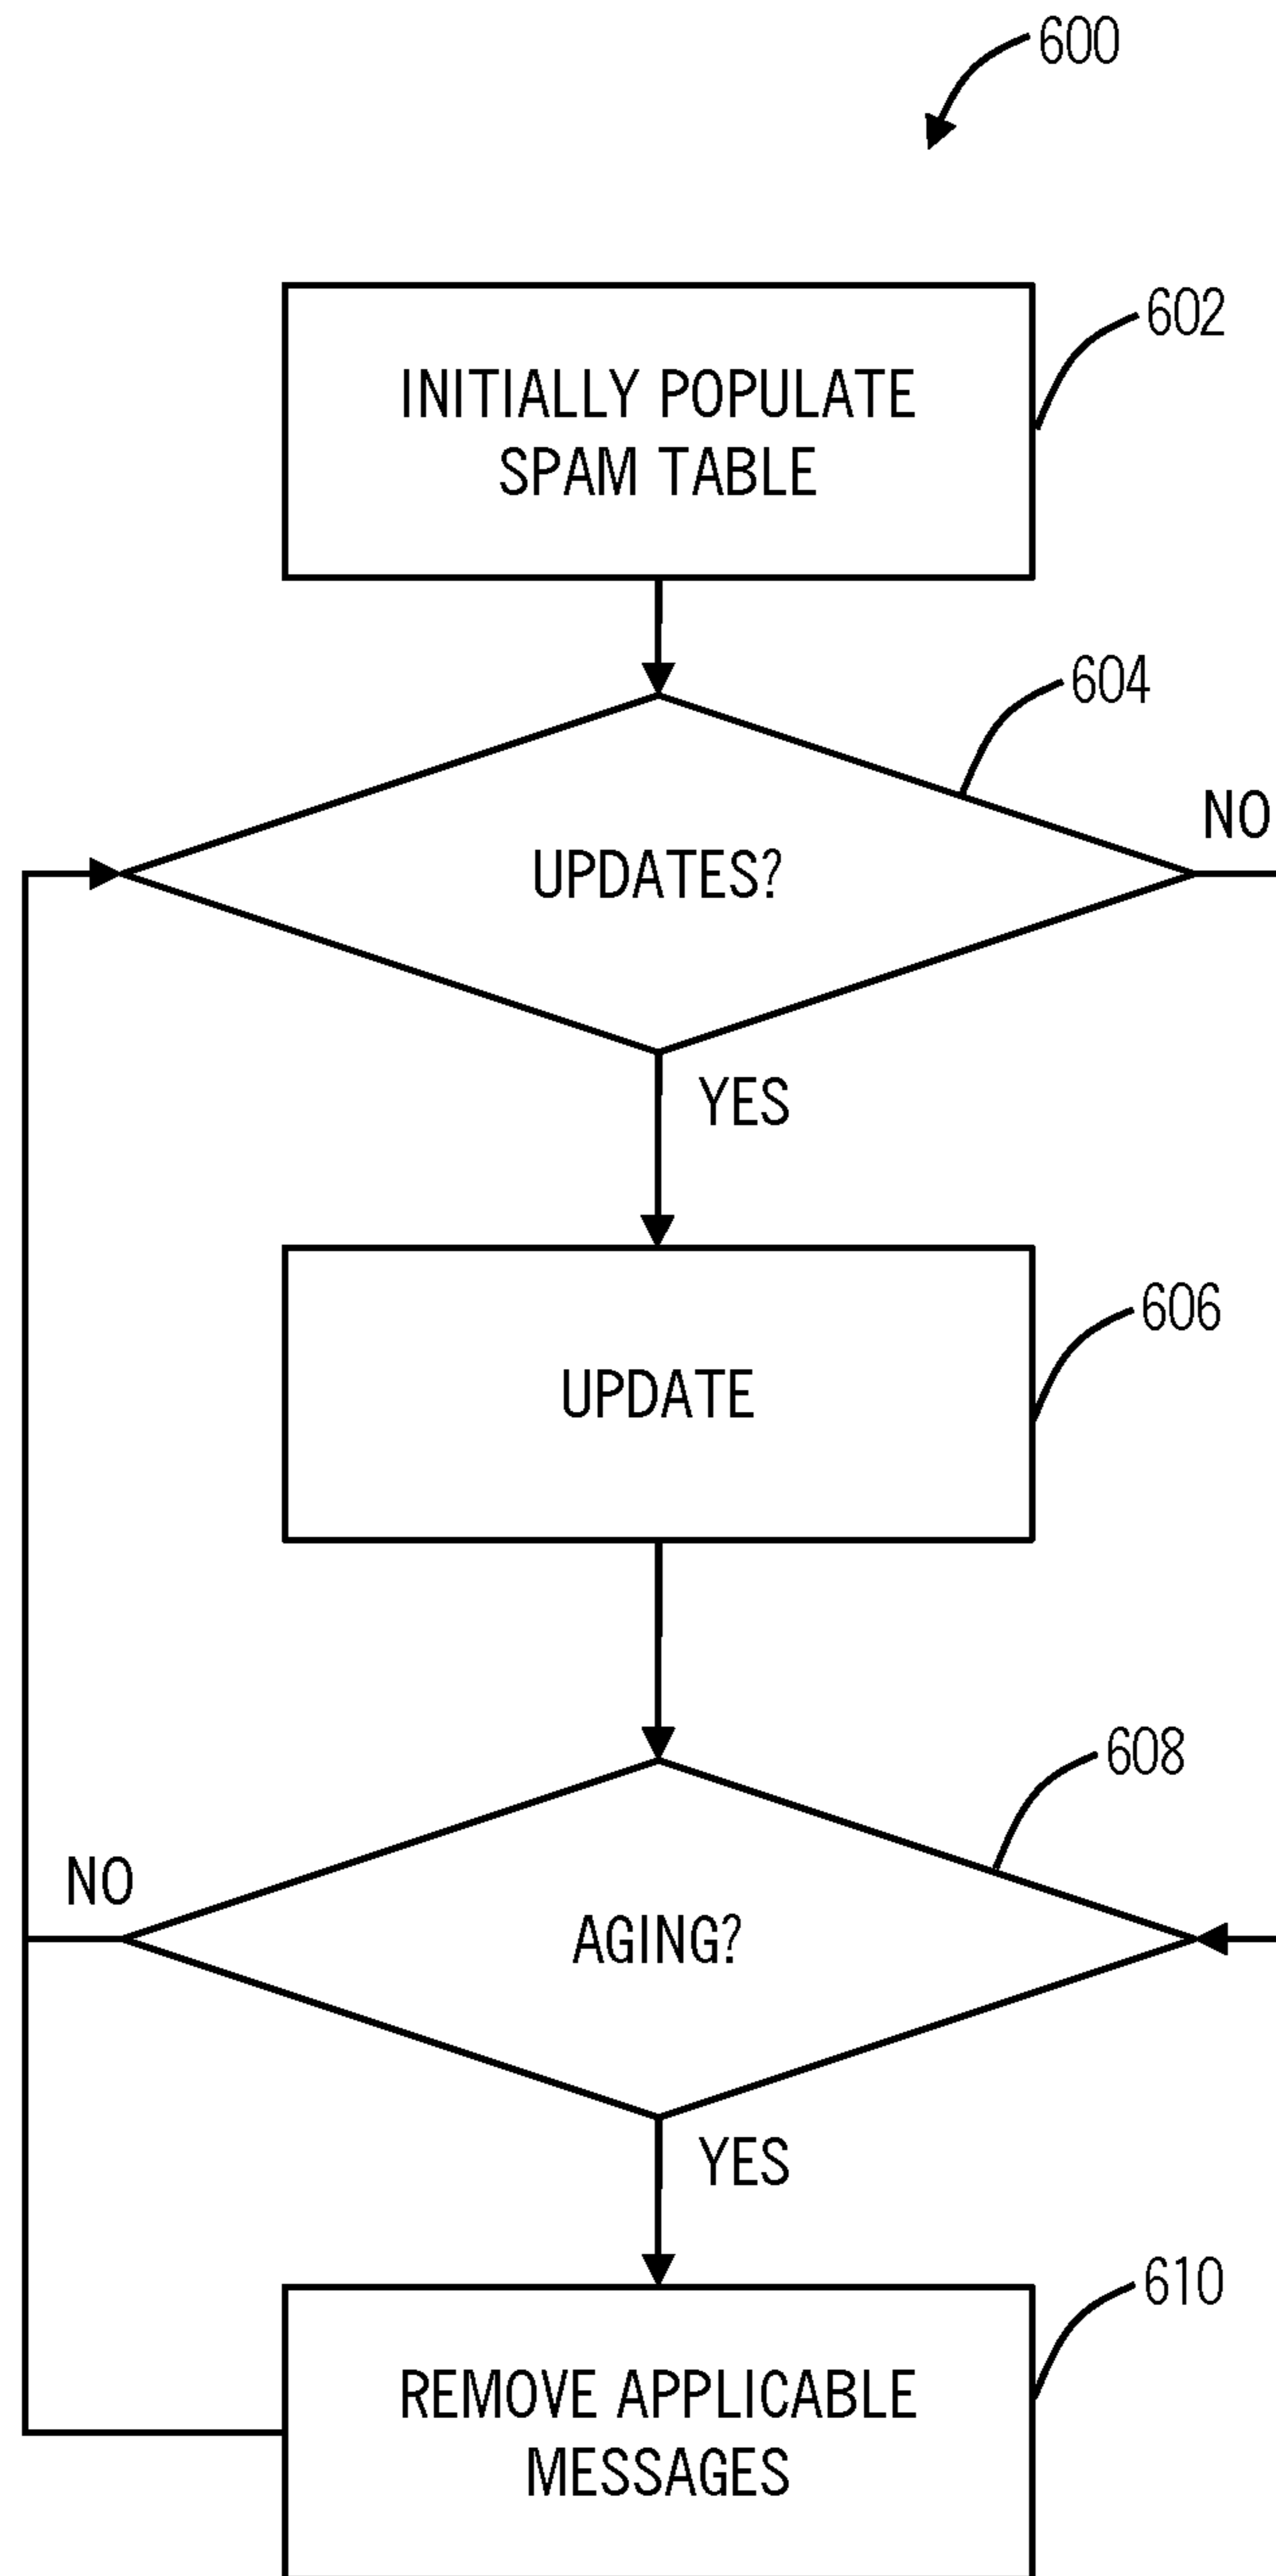 600
602
INITIALLY POPULATE
SPAM TABLE
604
NO
UPDATES?
YES
606
UPDATE
608
NO
AGING?
YES
610
REMOVE APPLICABLE
MESSAGES